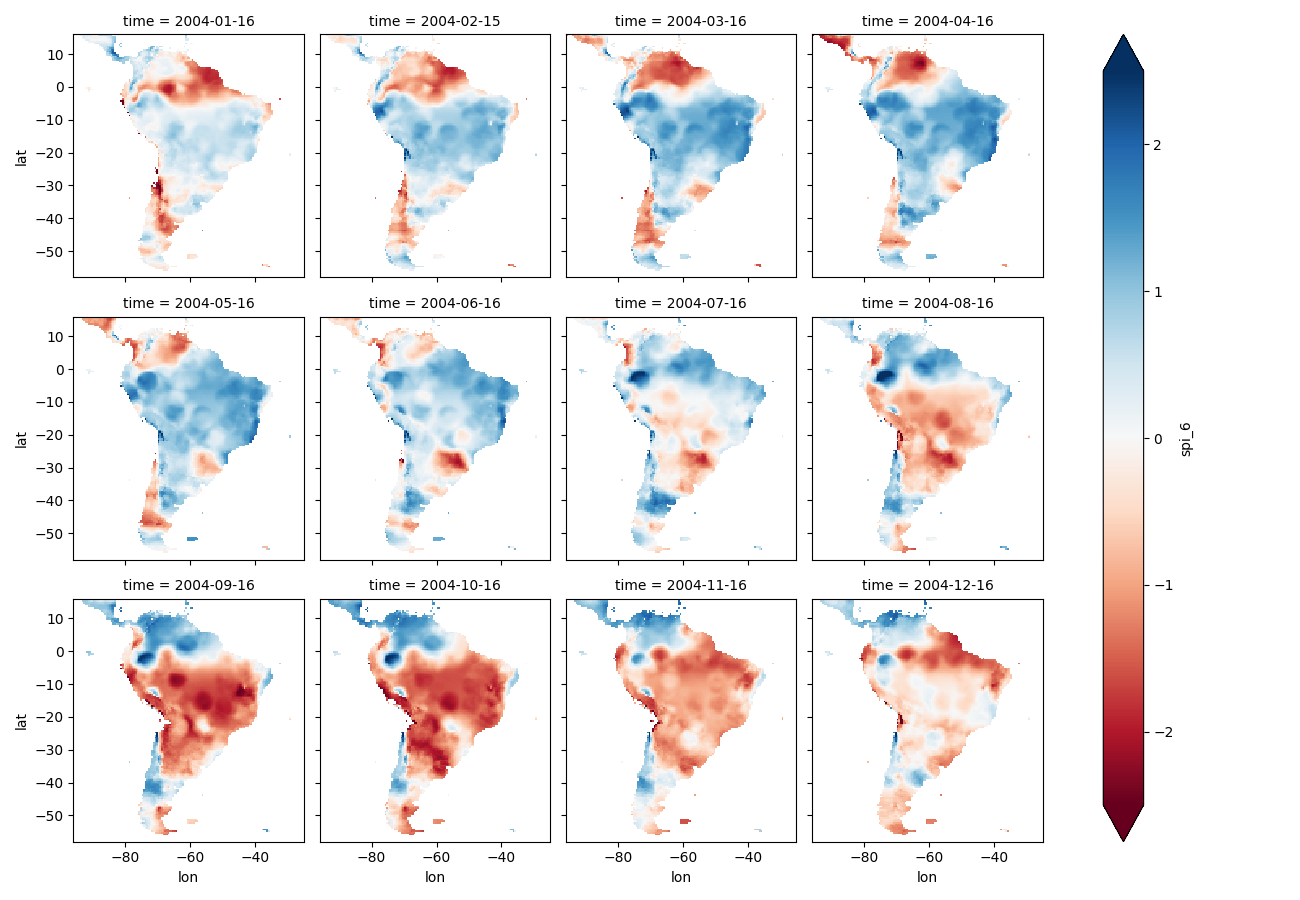 time = 2004-01-16
time = 2004-02-15
time = 2004-03-16
time = 2004-04-16
10
0
−10
−20
−30
−40
−50
lat
time = 2004-05-16
time = 2004-06-16
time = 2004-07-16
time = 2004-08-16
10
0
−10
−20
−30
−40
−50
lat
time = 2004-09-16
time = 2004-10-16
time = 2004-11-16
time = 2004-12-16
10
0
−10
−20
−30
−40
−50
lat
−80
−60
−40
lon
−80
−60
−40
lon
−80
−60
−40
lon
−80
−60
−40
lon
2
1
0
−1
−2
spi_6